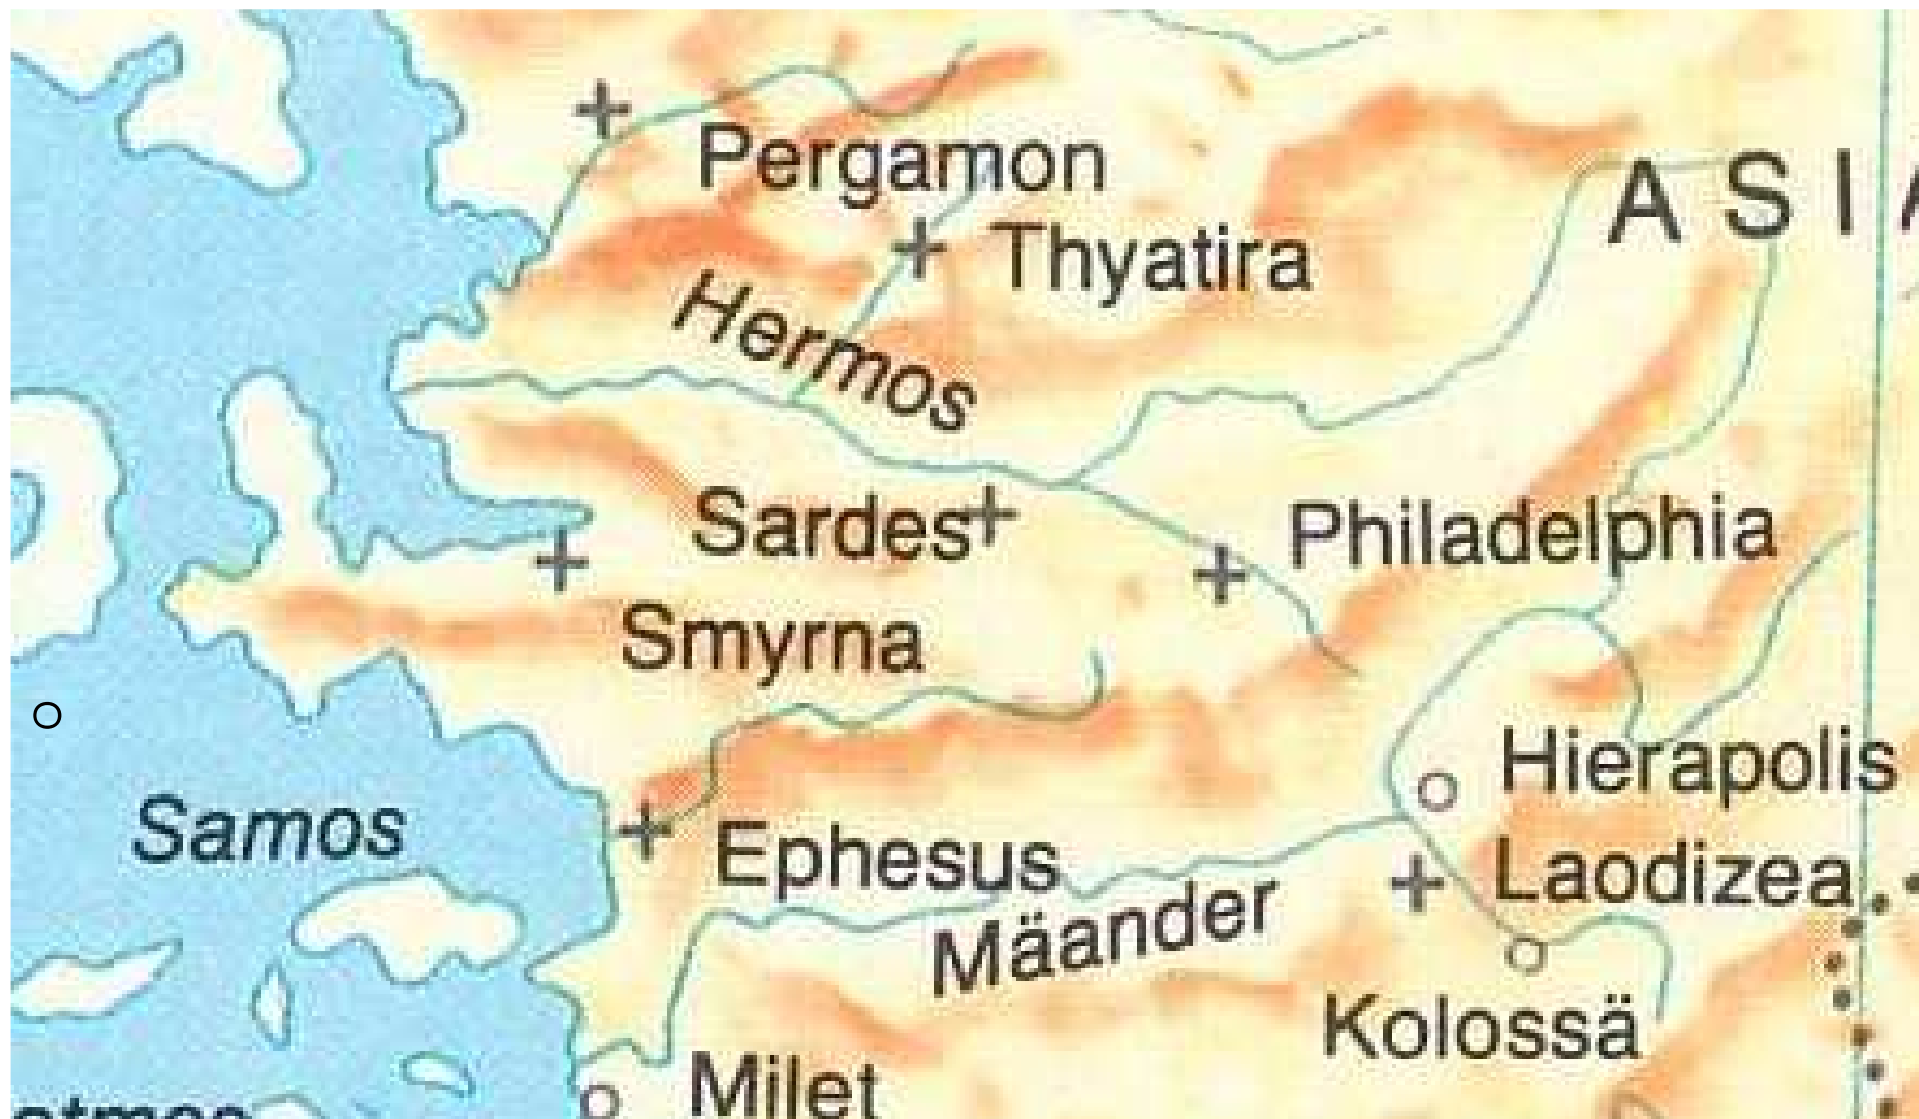 Pergamon
ASIA
Thyatira
Hermos
Sardes
Philadelphia
Smyrna
Hierapolis
Samos
Ephesus
Laodizea
Mäander
Kolossä
Milet